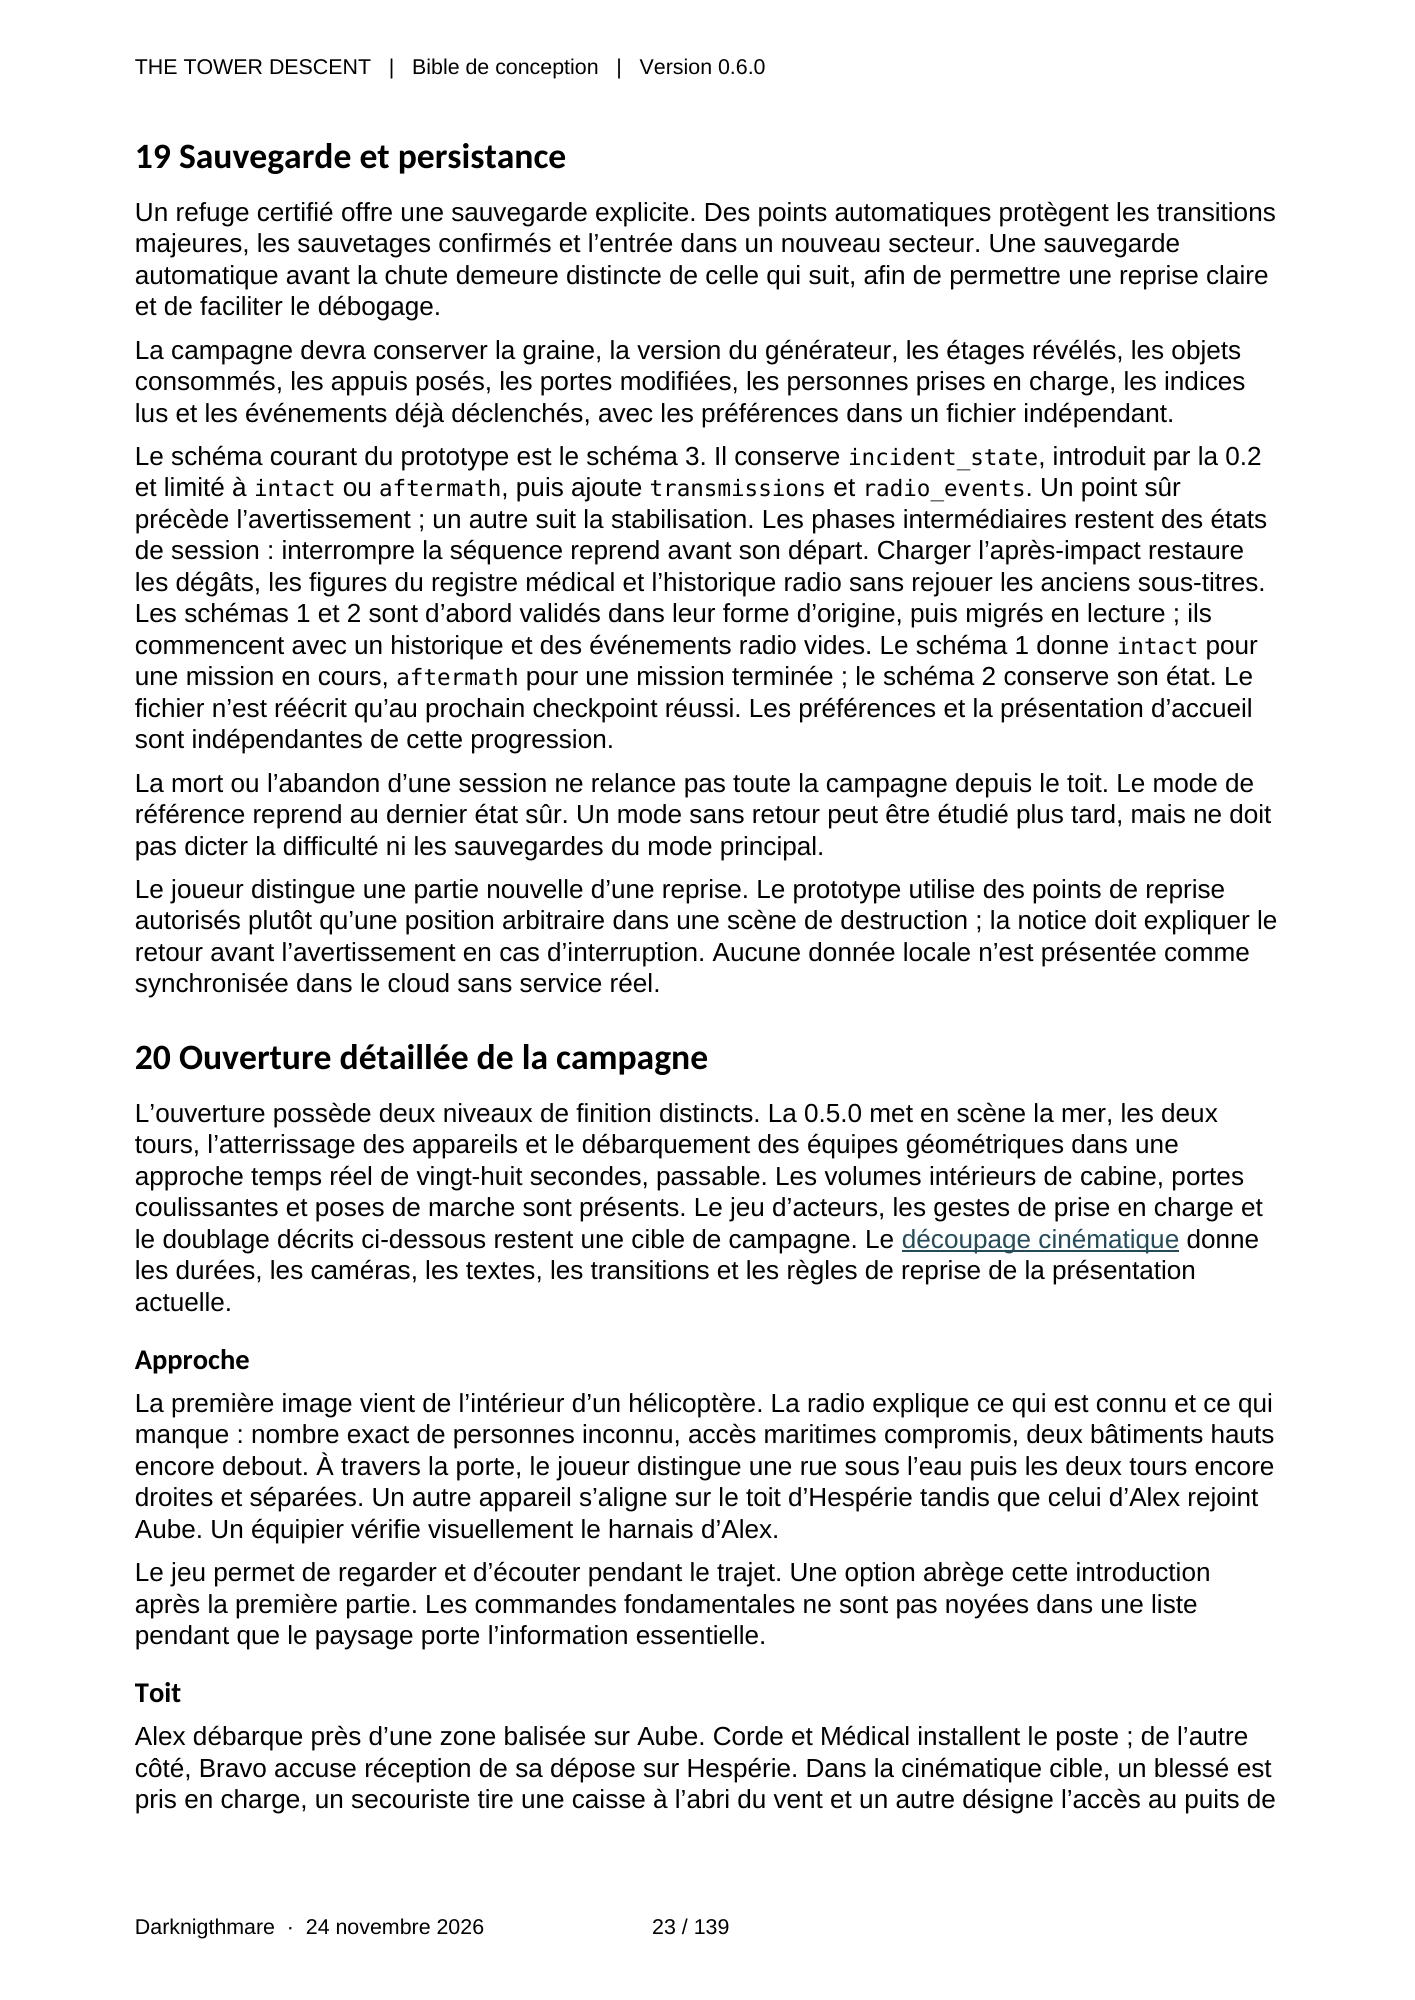 THE TOWER DESCENT | Bible de conception | Version 0.6.0
19 Sauvegarde et persistance
Un refuge certifié offre une sauvegarde explicite. Des points automatiques protègent les transitions
majeures, les sauvetages confirmés et l’entrée dans un nouveau secteur. Une sauvegarde
automatique avant la chute demeure distincte de celle qui suit, afin de permettre une reprise claire
et de faciliter le débogage.
La campagne devra conserver la graine, la version du générateur, les étages révélés, les objets
consommés, les appuis posés, les portes modifiées, les personnes prises en charge, les indices
lus et les événements déjà déclenchés, avec les préférences dans un fichier indépendant.
Le schéma courant du prototype est le schéma 3. Il conserve incident_state, introduit par la 0.2
et limité à intact ou aftermath, puis ajoute transmissions et radio_events. Un point sûr
précède l’avertissement ; un autre suit la stabilisation. Les phases intermédiaires restent des états
de session : interrompre la séquence reprend avant son départ. Charger l’après-impact restaure
les dégâts, les figures du registre médical et l’historique radio sans rejouer les anciens sous-titres.
Les schémas 1 et 2 sont d’abord validés dans leur forme d’origine, puis migrés en lecture ; ils
commencent avec un historique et des événements radio vides. Le schéma 1 donne intact pour
une mission en cours, aftermath pour une mission terminée ; le schéma 2 conserve son état. Le
fichier n’est réécrit qu’au prochain checkpoint réussi. Les préférences et la présentation d’accueil
sont indépendantes de cette progression.
La mort ou l’abandon d’une session ne relance pas toute la campagne depuis le toit. Le mode de
référence reprend au dernier état sûr. Un mode sans retour peut être étudié plus tard, mais ne doit
pas dicter la difficulté ni les sauvegardes du mode principal.
Le joueur distingue une partie nouvelle d’une reprise. Le prototype utilise des points de reprise
autorisés plutôt qu’une position arbitraire dans une scène de destruction ; la notice doit expliquer le
retour avant l’avertissement en cas d’interruption. Aucune donnée locale n’est présentée comme
synchronisée dans le cloud sans service réel.
20 Ouverture détaillée de la campagne
L’ouverture possède deux niveaux de finition distincts. La 0.5.0 met en scène la mer, les deux
tours, l’atterrissage des appareils et le débarquement des équipes géométriques dans une
approche temps réel de vingt-huit secondes, passable. Les volumes intérieurs de cabine, portes
coulissantes et poses de marche sont présents. Le jeu d’acteurs, les gestes de prise en charge et
le doublage décrits ci-dessous restent une cible de campagne. Le découpage cinématique donne
les durées, les caméras, les textes, les transitions et les règles de reprise de la présentation
actuelle.
Approche
La première image vient de l’intérieur d’un hélicoptère. La radio explique ce qui est connu et ce qui
manque : nombre exact de personnes inconnu, accès maritimes compromis, deux bâtiments hauts
encore debout. À travers la porte, le joueur distingue une rue sous l’eau puis les deux tours encore
droites et séparées. Un autre appareil s’aligne sur le toit d’Hespérie tandis que celui d’Alex rejoint
Aube. Un équipier vérifie visuellement le harnais d’Alex.
Le jeu permet de regarder et d’écouter pendant le trajet. Une option abrège cette introduction
après la première partie. Les commandes fondamentales ne sont pas noyées dans une liste
pendant que le paysage porte l’information essentielle.
Toit
Alex débarque près d’une zone balisée sur Aube. Corde et Médical installent le poste ; de l’autre
côté, Bravo accuse réception de sa dépose sur Hespérie. Dans la cinématique cible, un blessé est
pris en charge, un secouriste tire une caisse à l’abri du vent et un autre désigne l’accès au puits de
Darknigthmare · 24 novembre 2026 23 / 139